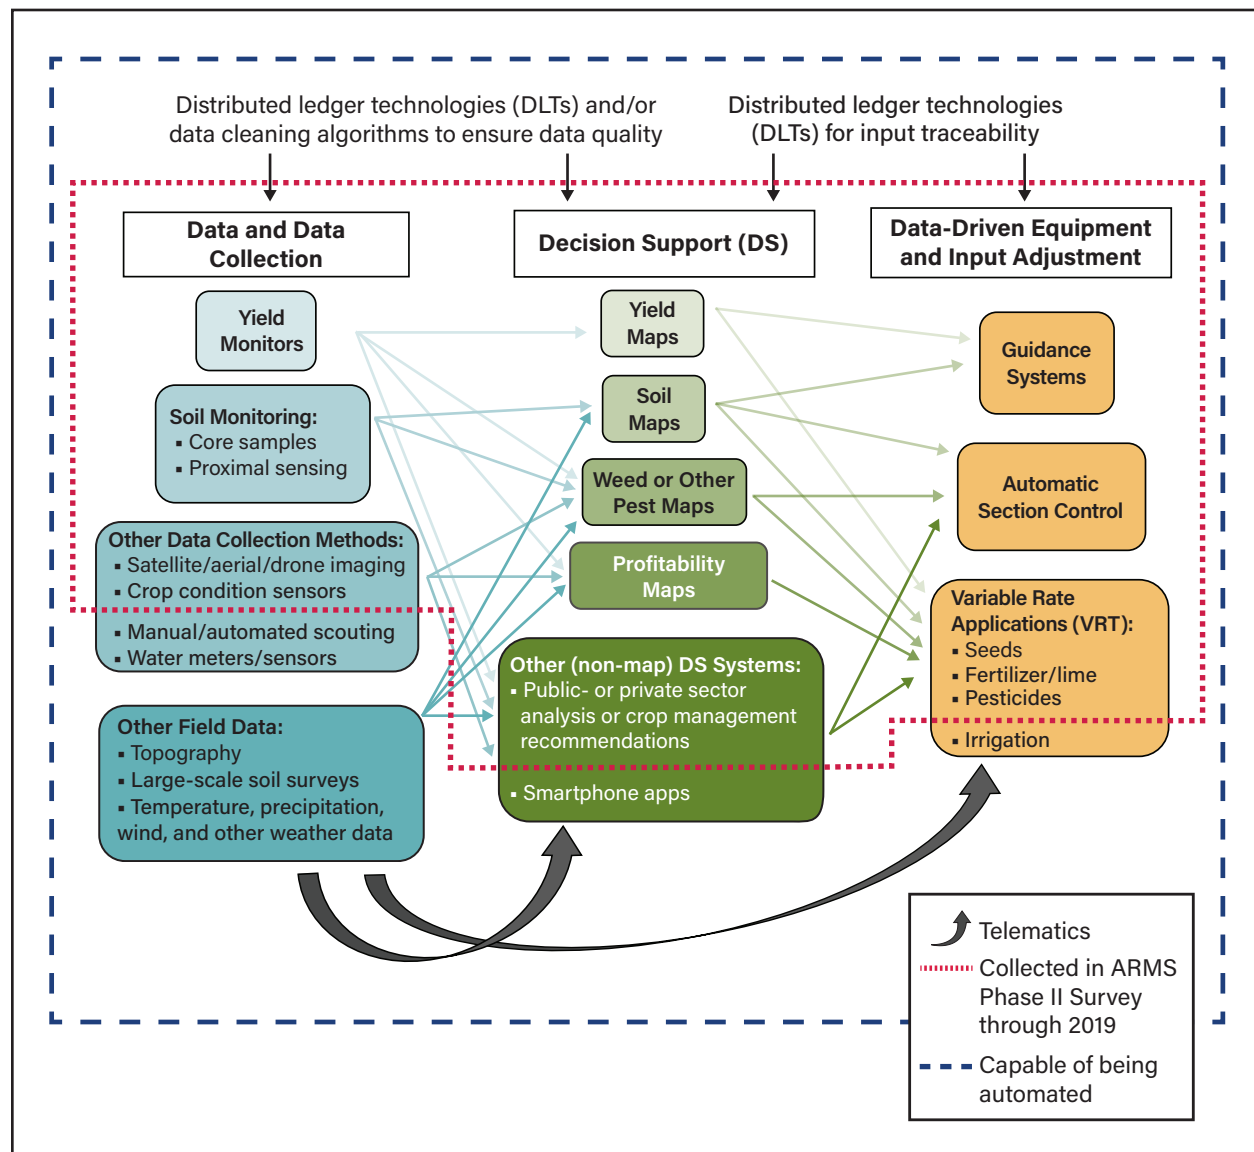 Distributed ledger technologies (DLTs) and/or
data cleaning algorithms to ensure data quality
Distributed ledger technologies
(DLTs) for input traceability
Data and Data
Collection
Decision Support (DS)
Data-Driven Equipment
and Input Adjustment
Yield
Monitors
Soil Monitoring:
▪ Core samples
▪ Proximal sensing
Other Data Collection Methods:
▪ Satellite/aerial/drone imaging
▪ Crop condition sensors
▪ Manual/automated scouting
▪ Water meters/sensors
Other Field Data:
▪ Topography
▪ Large-scale soil surveys
▪ Temperature, precipitation,
wind, and other weather data
Yield
Maps
Soil
Maps
Weed or Other
Pest Maps
Profitability
Maps
Other (non-map) DS Systems:
▪ Public- or private sector
analysis or crop management
recommendations
▪ Smartphone apps
Guidance
Systems
Automatic
Section Control
Variable Rate
Applications (VRT):
▪ Seeds
▪ Fertilizer/lime
▪ Pesticides
▪ Irrigation
Telematics
Collected in ARMS
Phase II Survey
through 2019
Capable of being
automated